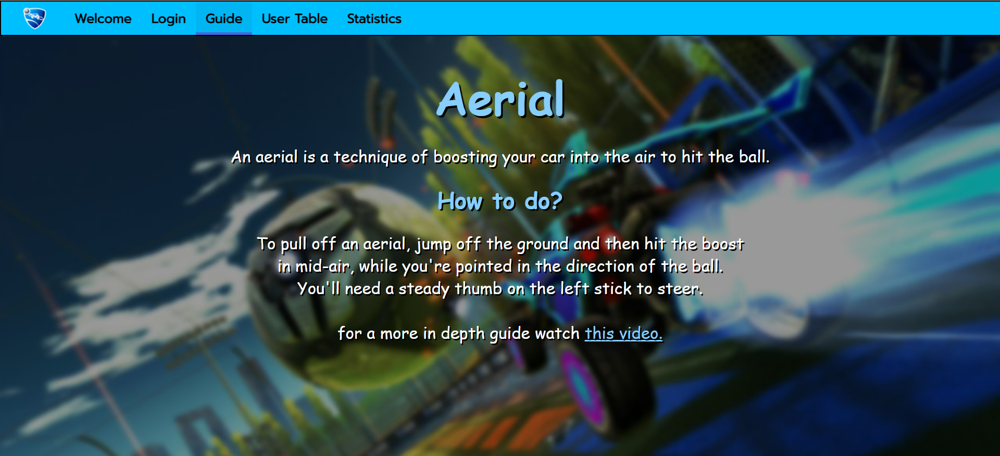 Welcome Login Guide User Table Statistics
Aerial
An aerial is a technique of boosting your car into the air to hit the ball.
How to do?
To pull off an aerial, jump off the ground and then hit the boost
in mid-air, while you're pointed in the direction of the ball.
You'll need a steady thumb on the left stick to steer.
for a more in depth guide watch this video.